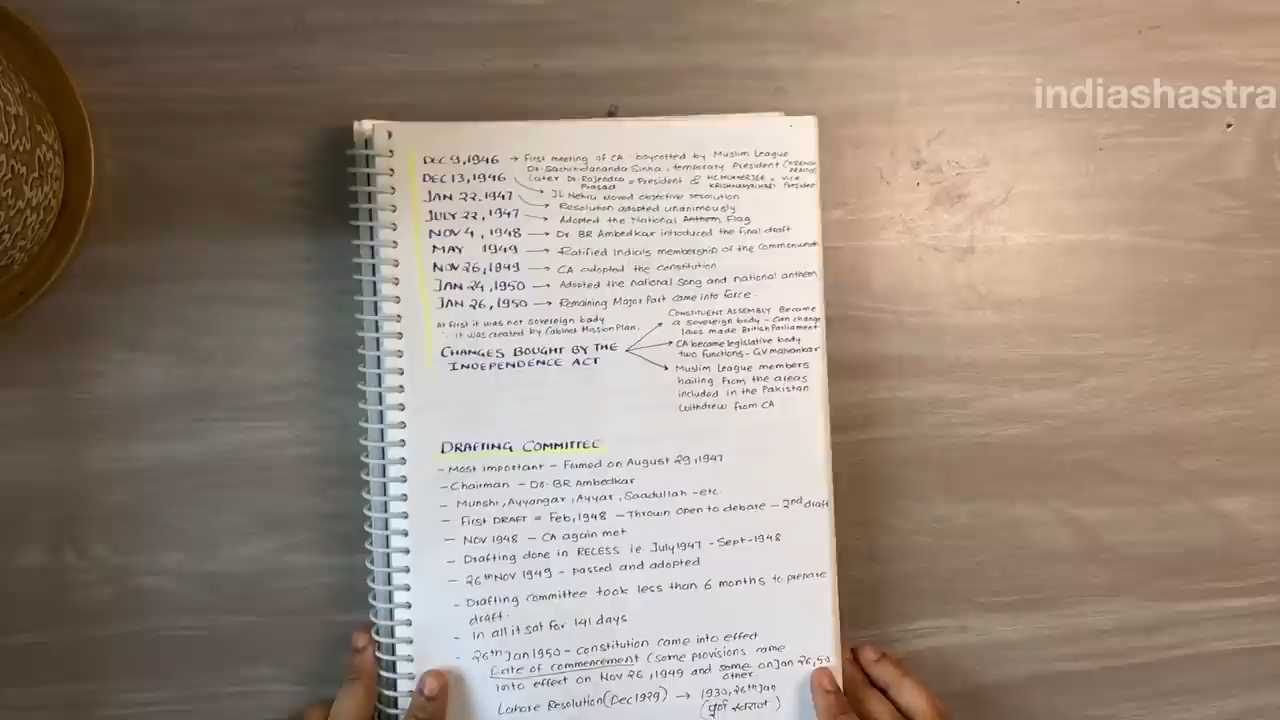 indiashastra
DEC 9, 1946 → First meeting of CA boycotted by Muslim League
Dr. Sachchidananda Sinha - temporary President (FRENCH
DEC 13, 1946 Later Dr. Rajendra = President & HC MUKHERJEE = Vice
Prasad KRISHNAMACHARI President
JAN 22, 1947 JL Nehru moved objective resolution
Resolution adopted unanimously
JULY 22, 1947 → Adopted the National Anthem Flag
NOV 4, 1948 → Dr BR Ambedkar introduced the final draft
MAY 1949 → Ratified India's membership of the Commonwealth
NOV 26, 1949 → CA adopted the constitution
JAN 24, 1950 → Adopted the national song and national anthem
JAN 26, 1950 → Remaining Major Part came into force.
At first it was not sovereign body
∵ it was created by Cabinet Mission Plan.
CHANGES BOUGHT BY THE
INDEPENDENCE ACT
CONSTITUENT ASSEMBLY Became
a sovereign body - Can change
laws made British Parliament
CA became legislative body
two functions - GV malvankar
Muslim League members
hailing from the areas
included in the Pakistan
withdrew from CA
DRAFTING COMMITTEE
- Most important - Formed on August 29, 1947
- Chairman - Dr. BR Ambedkar
- Munshi, Ayyangar, Ayyar, Saadullah - etc.
- First DRAFT = Feb, 1948 - Thrown open to debate - 2nd draft
- NOV 1948 - CA again met
- Drafting done in RECESS i.e. July 1947 - Sept-1948
- 26th NOV 1949 - passed and adopted
- Drafting committee took less than 6 months to prepare
draft.
- In all it sat for 141 days
- 26th Jan 1950 - Constitution came into effect
Date of commencement (some provisions came
into effect on Nov 26, 1949 and some on Jan 26, 50
other
Lahore Resolution (Dec 1929) → 1930, 26th Jan
(पूर्ण स्वराज)